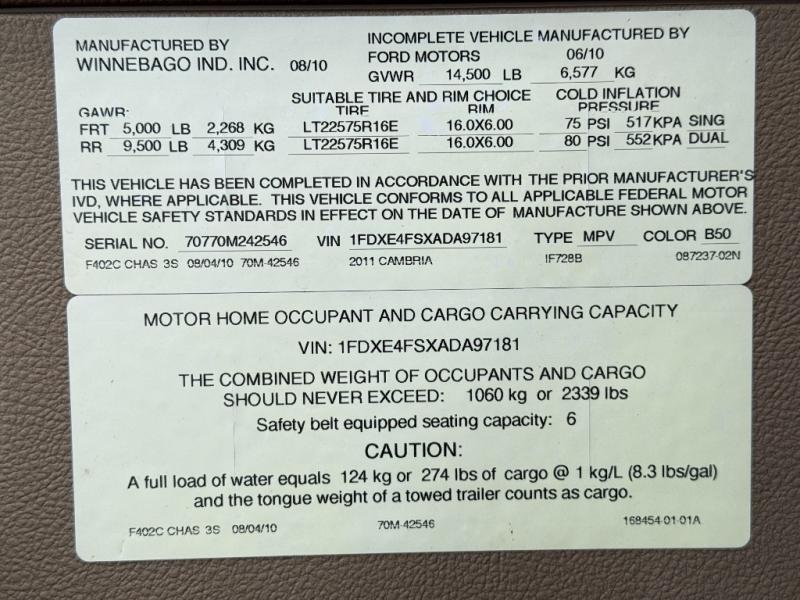 MANUFACTURED BY
WINNEBAGO IND. INC. 08/10
INCOMPLETE VEHICLE MANUFACTURED BY
FORD MOTORS 06/10
GVWR 14,500 LB 6,577 KG
SUITABLE TIRE AND RIM CHOICE COLD INFLATION
GAWR: TIRE RIM PRESSURE
FRT 5,000 LB 2,268 KG LT22575R16E 16.0X6.00 75 PSI 517KPA SING
RR 9,500 LB 4,309 KG LT22575R16E 16.0X6.00 80 PSI 552KPA DUAL
THIS VEHICLE HAS BEEN COMPLETED IN ACCORDANCE WITH THE PRIOR MANUFACTURER'S
IVD, WHERE APPLICABLE. THIS VEHICLE CONFORMS TO ALL APPLICABLE FEDERAL MOTOR
VEHICLE SAFETY STANDARDS IN EFFECT ON THE DATE OF MANUFACTURE SHOWN ABOVE.
SERIAL NO. 70770M242546 VIN 1FDXE4FSXADA97181 TYPE MPV COLOR B50
F402C CHAS 3S 08/04/10 70M-42546 2011 CAMBRIA IF728B 087237-02N
MOTOR HOME OCCUPANT AND CARGO CARRYING CAPACITY
VIN: 1FDXE4FSXADA97181
THE COMBINED WEIGHT OF OCCUPANTS AND CARGO
SHOULD NEVER EXCEED: 1060 kg or 2339 lbs
Safety belt equipped seating capacity: 6
CAUTION:
A full load of water equals 124 kg or 274 lbs of cargo @ 1 kg/L (8.3 lbs/gal)
and the tongue weight of a towed trailer counts as cargo.
F402C CHAS 3S 08/04/10 70M-42546 168454-01-01A